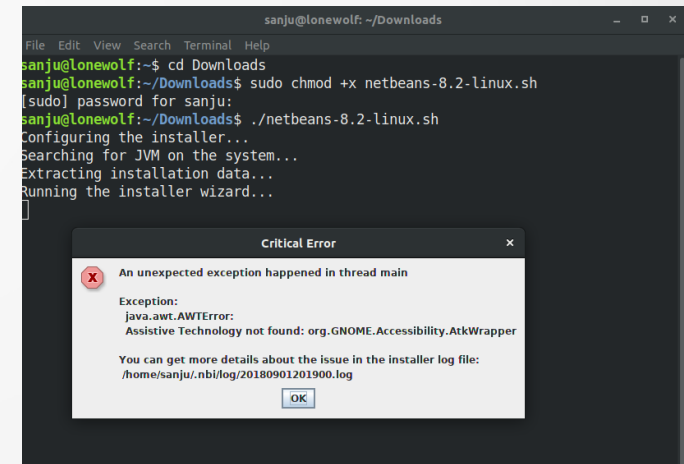 sanju@lonewolf: ~/Downloads
File Edit View Search Terminal Help
sanju@lonewolf:~$ cd Downloads
sanju@lonewolf:~/Downloads$ sudo chmod +x netbeans-8.2-linux.sh
[sudo] password for sanju:
sanju@lonewolf:~/Downloads$ ./netbeans-8.2-linux.sh
Configuring the installer...
Searching for JVM on the system...
Extracting installation data...
Running the installer wizard...
Critical Error
An unexpected exception happened in thread main
Exception:
java.awt.AWTError:
Assistive Technology not found: org.GNOME.Accessibility.AtkWrapper
You can get more details about the issue in the installer log file:
/home/sanju/.nbi/log/20180901201900.log
OK